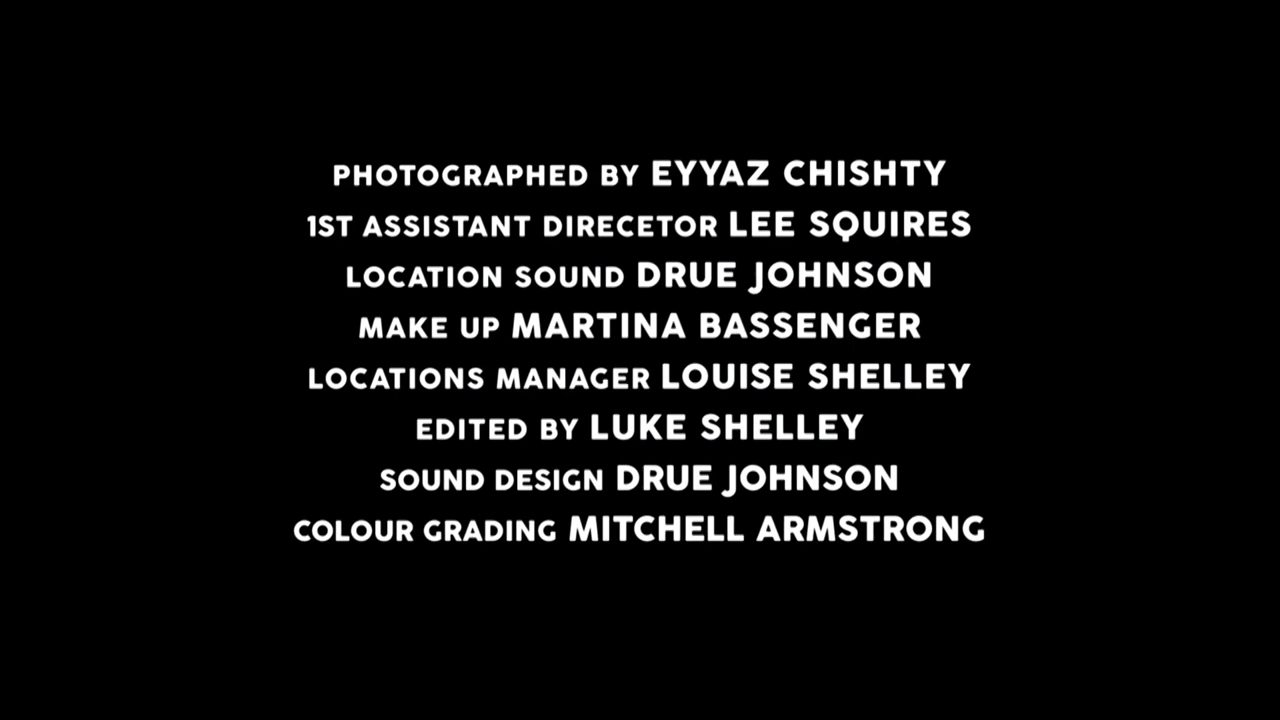 PHOTOGRAPHED BY EYYAZ CHISHTY
1ST ASSISTANT DIRECETOR LEE SQUIRES
LOCATION SOUND DRUE JOHNSON
MAKE UP MARTINA BASSENGER
LOCATIONS MANAGER LOUISE SHELLEY
EDITED BY LUKE SHELLEY
SOUND DESIGN DRUE JOHNSON
COLOUR GRADING MITCHELL ARMSTRONG